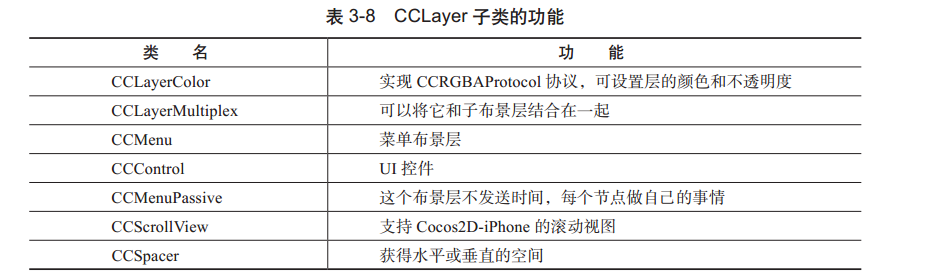 表 3-8 CCLayer 子类的功能
类 名 功 能
CCLayerColor 实现 CCRGBAProtocol 协议，可设置层的颜色和不透明度
CCLayerMultiplex 可以将它和子布景层结合在一起
CCMenu 菜单布景层
CCControl UI 控件
CCMenuPassive 这个布景层不发送时间，每个节点做自己的事情
CCScrollView 支持 Cocos2D-iPhone 的滚动视图
CCSpacer 获得水平或垂直的空间